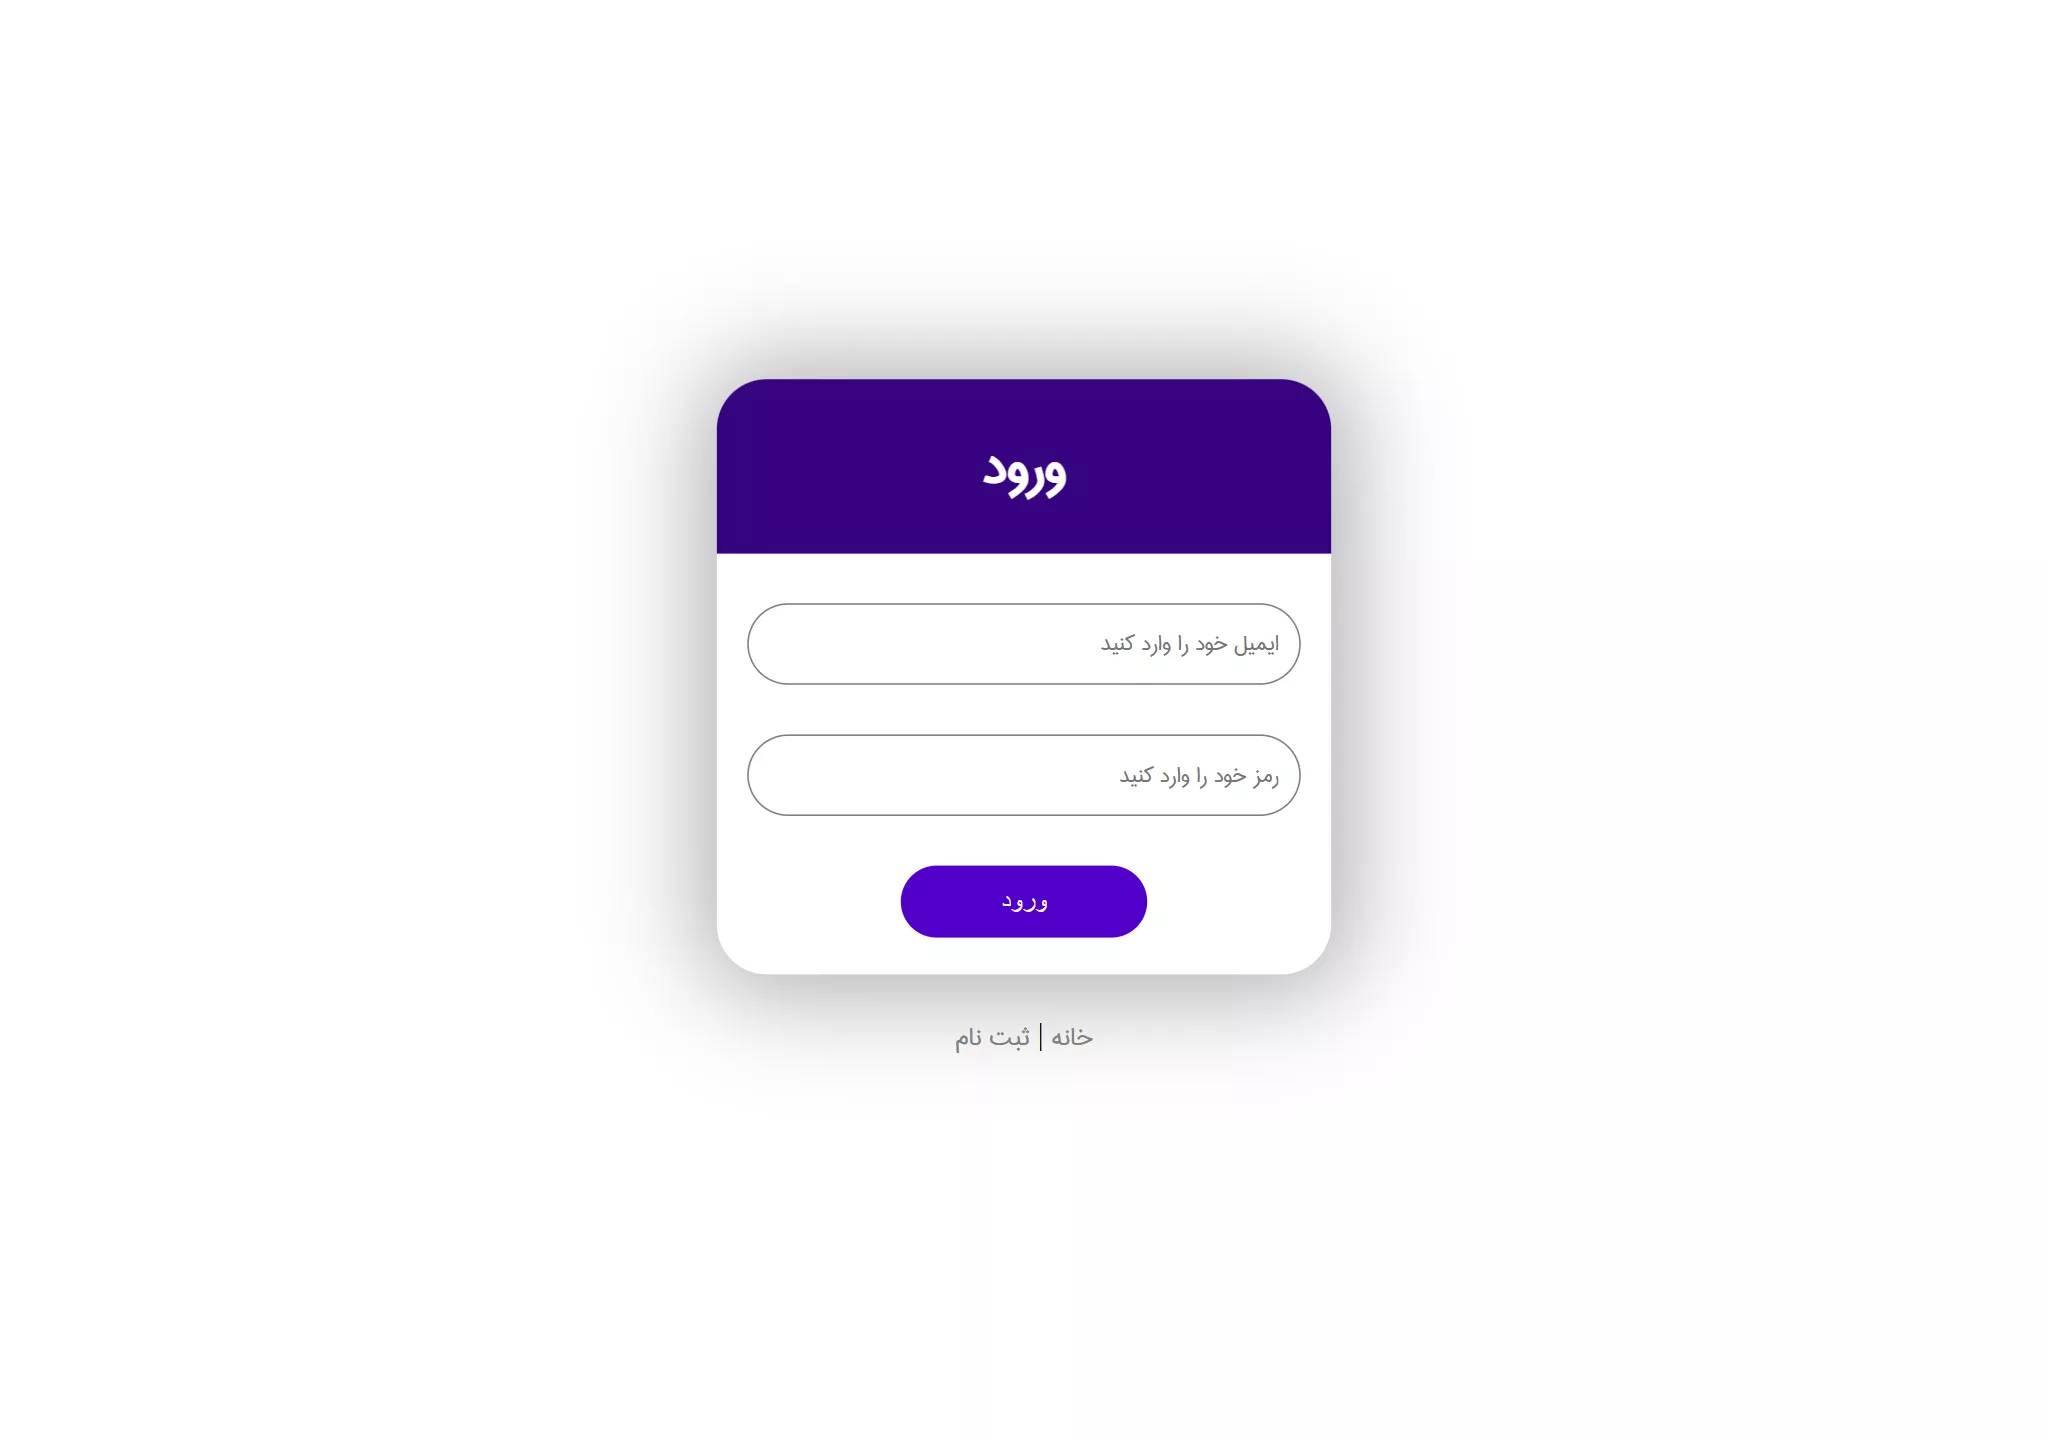 ورود
ایمیل خود را وارد کنید
رمز خود را وارد کنید
ورود
خانه | ثبت نام